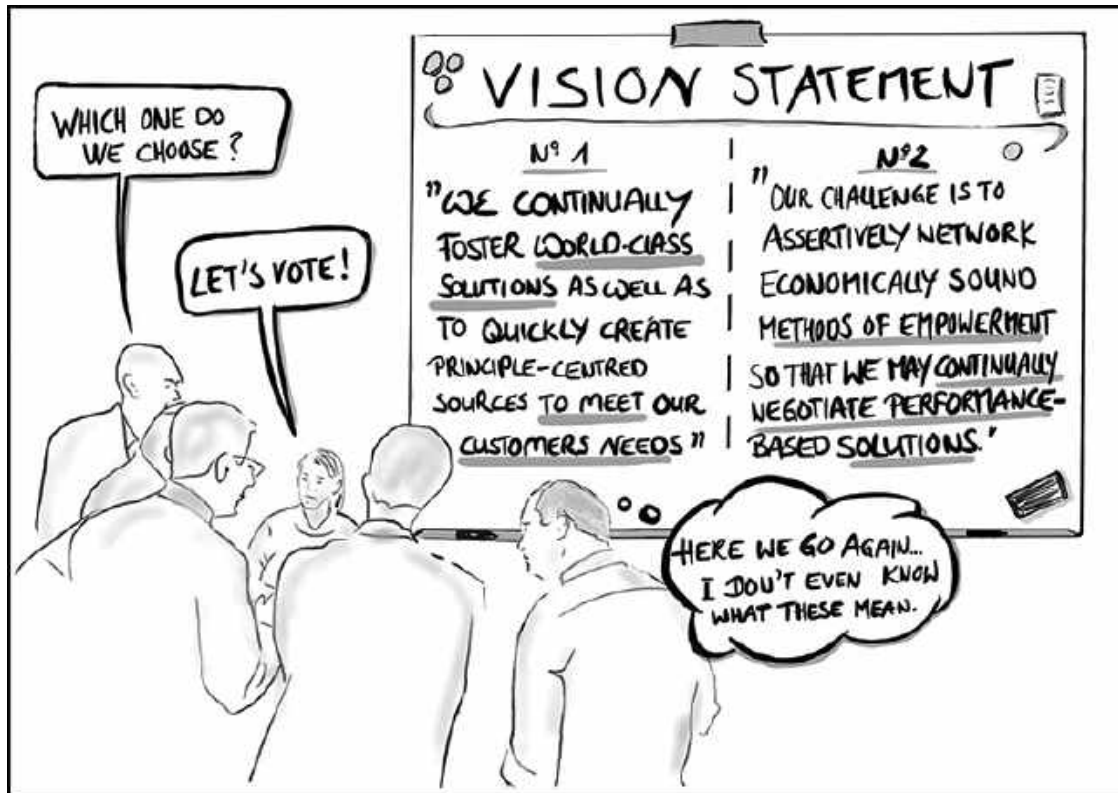 VISION STATEMENT
WHICH ONE DO
WE CHOOSE?
LET'S VOTE!
Nº 1
"WE CONTINUALLY
FOSTER WORLD-CLASS
SOLUTIONS AS WELL AS
TO QUICKLY CREATE
PRINCIPLE-CENTRED
SOURCES TO MEET OUR
CUSTOMERS NEEDS"
Nº2
"OUR CHALLENGE IS TO
ASSERTIVELY NETWORK
ECONOMICALLY SOUND
METHODS OF EMPOWERMENT
SO THAT WE MAY CONTINUALLY
NEGOTIATE PERFORMANCE-
BASED SOLUTIONS.'
HERE WE GO AGAIN...
I DON'T EVEN KNOW
WHAT THESE MEAN.